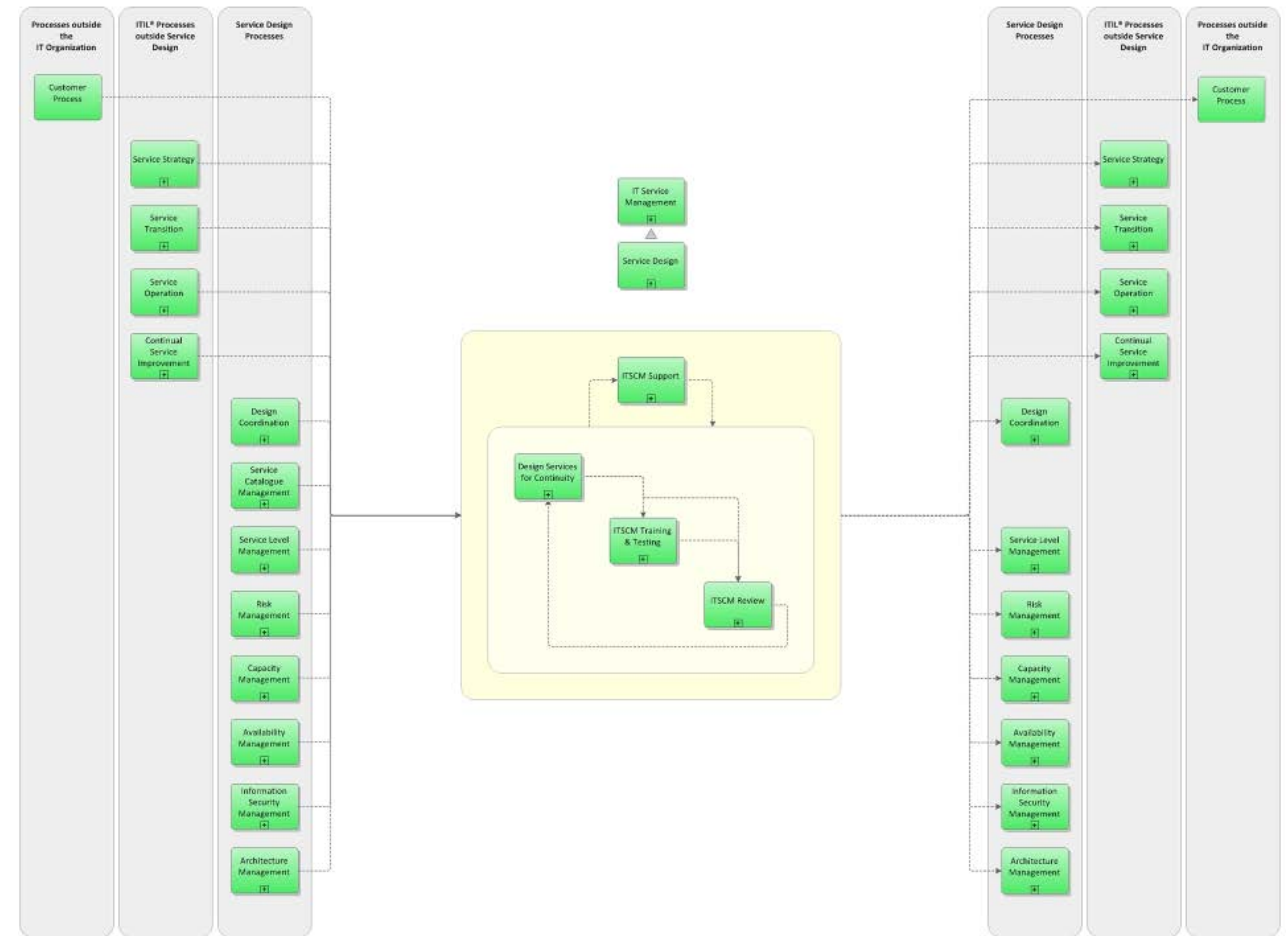 Processes outside
the
IT Organization
ITIL® Processes
outside Service
Design
Service Design
Processes
Customer
Process
Service Strategy
Service
Transition
Service
Operation
Continual
Service
Improvement
Design
Coordination
Service
Catalogue
Management
Service Level
Management
Risk
Management
Capacity
Management
Availability
Management
Information
Security
Management
Architecture
Management
IT Service
Management
Service Design
ITSCM Support
Design Services
for Continuity
ITSCM Training
& Testing
ITSCM Review
Service Design
Processes
ITIL® Processes
outside Service
Design
Processes outside
the
IT Organization
Customer
Process
Service Strategy
Service
Transition
Service
Operation
Continual
Service
Improvement
Design
Coordination
Service Level
Management
Risk
Management
Capacity
Management
Availability
Management
Information
Security
Management
Architecture
Management